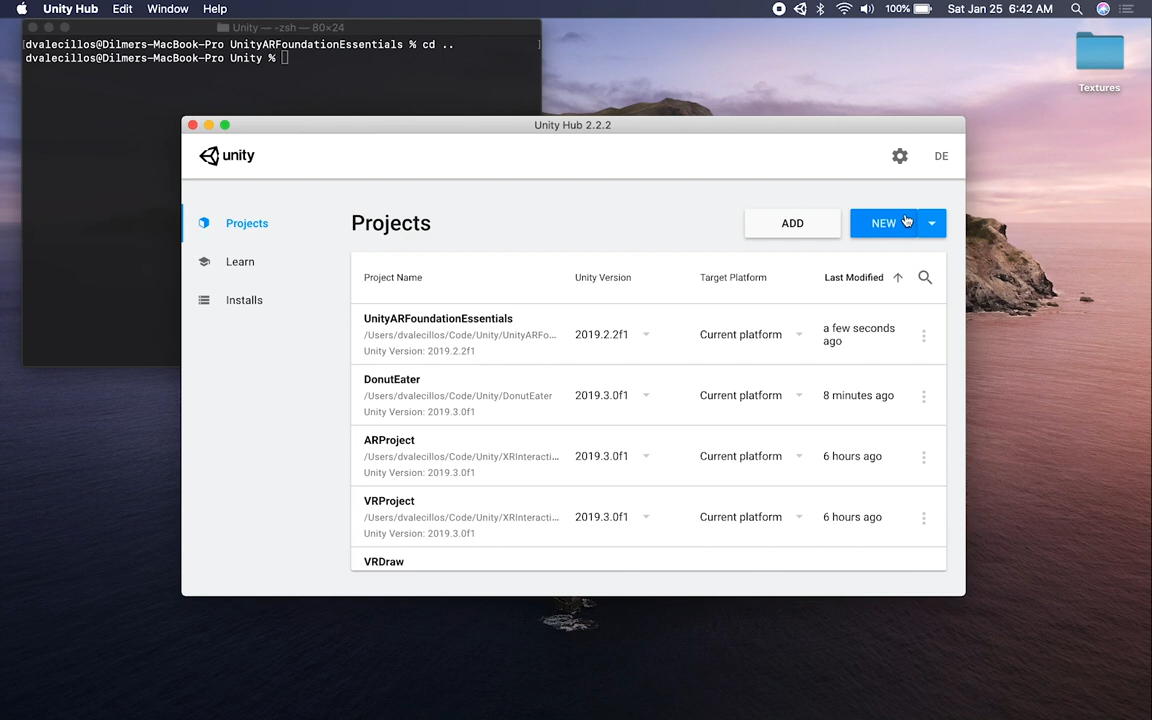 Unity Hub Edit Window Help 100% Sat Jan 25 6:42 AM
Unity — -zsh — 80×24
[dvalecillos@Dilmers-MacBook-Pro UnityARFoundationEssentials % cd .. ]
dvalecillos@Dilmers-MacBook-Pro Unity %
Textures
Unity Hub 2.2.2
unity DE
Projects
Learn
Installs
Projects ADD NEW
Project Name Unity Version Target Platform Last Modified
UnityARFoundationEssentials
/Users/dvalecillos/Code/Unity/UnityARFo...
Unity Version: 2019.2.2f1
2019.2.2f1 Current platform a few seconds
ago
DonutEater
/Users/dvalecillos/Code/Unity/DonutEater
Unity Version: 2019.3.0f1
2019.3.0f1 Current platform 8 minutes ago
ARProject
/Users/dvalecillos/Code/Unity/XRInteracti...
Unity Version: 2019.3.0f1
2019.3.0f1 Current platform 6 hours ago
VRProject
/Users/dvalecillos/Code/Unity/XRInteracti...
Unity Version: 2019.3.0f1
2019.3.0f1 Current platform 6 hours ago
VRDraw